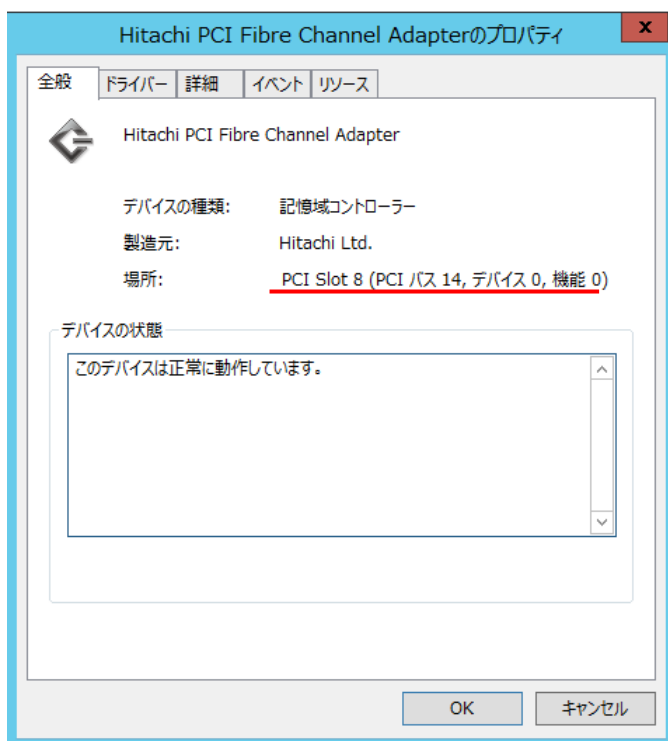 Hitachi PCI Fibre Channel Adapterのプロパティ
x
全般 ドライバー 詳細 イベント リソース
Hitachi PCI Fibre Channel Adapter
デバイスの種類: 記憶域コントローラー
製造元: Hitachi Ltd.
場所: PCI Slot 8 (PCI バス 14, デバイス 0, 機能 0)
デバイスの状態
このデバイスは正常に動作しています。
OK キャンセル